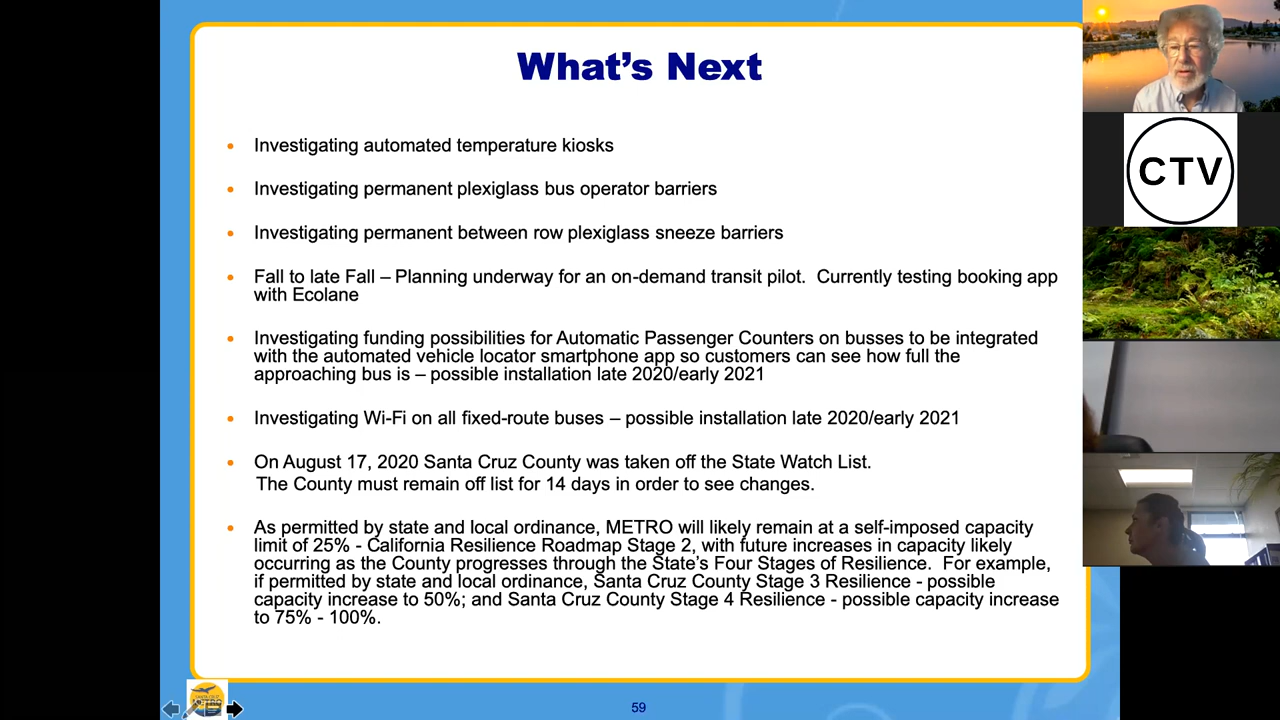 What's Next
Investigating automated temperature kiosks
Investigating permanent plexiglass bus operator barriers
Investigating permanent between row plexiglass sneeze barriers
Fall to late Fall – Planning underway for an on-demand transit pilot.  Currently testing booking app
with Ecolane
Investigating funding possibilities for Automatic Passenger Counters on busses to be integrated
with the automated vehicle locator smartphone app so customers can see how full the
approaching bus is – possible installation late 2020/early 2021
Investigating Wi-Fi on all fixed-route buses – possible installation late 2020/early 2021
On August 17, 2020 Santa Cruz County was taken off the State Watch List.
The County must remain off list for 14 days in order to see changes.
As permitted by state and local ordinance, METRO will likely remain at a self-imposed capacity
limit of 25% - California Resilience Roadmap Stage 2, with future increases in capacity likely
occurring as the County progresses through the State's Four Stages of Resilience.  For example,
if permitted by state and local ordinance, Santa Cruz County Stage 3 Resilience - possible
capacity increase to 50%; and Santa Cruz County Stage 4 Resilience - possible capacity increase
to 75% - 100%.
59
CTV